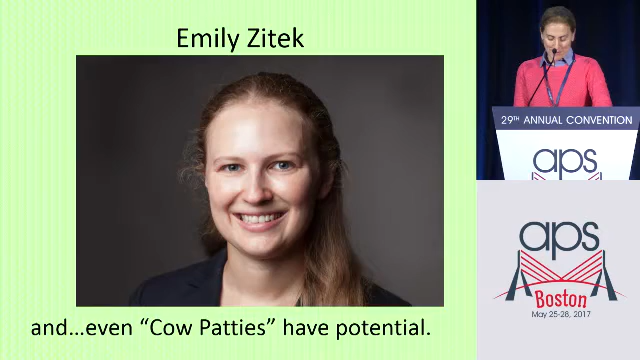 Emily Zitek
and…even “Cow Patties” have potential.
29TH ANNUAL CONVENTION
aps
aps
Boston
May 25-28, 2017